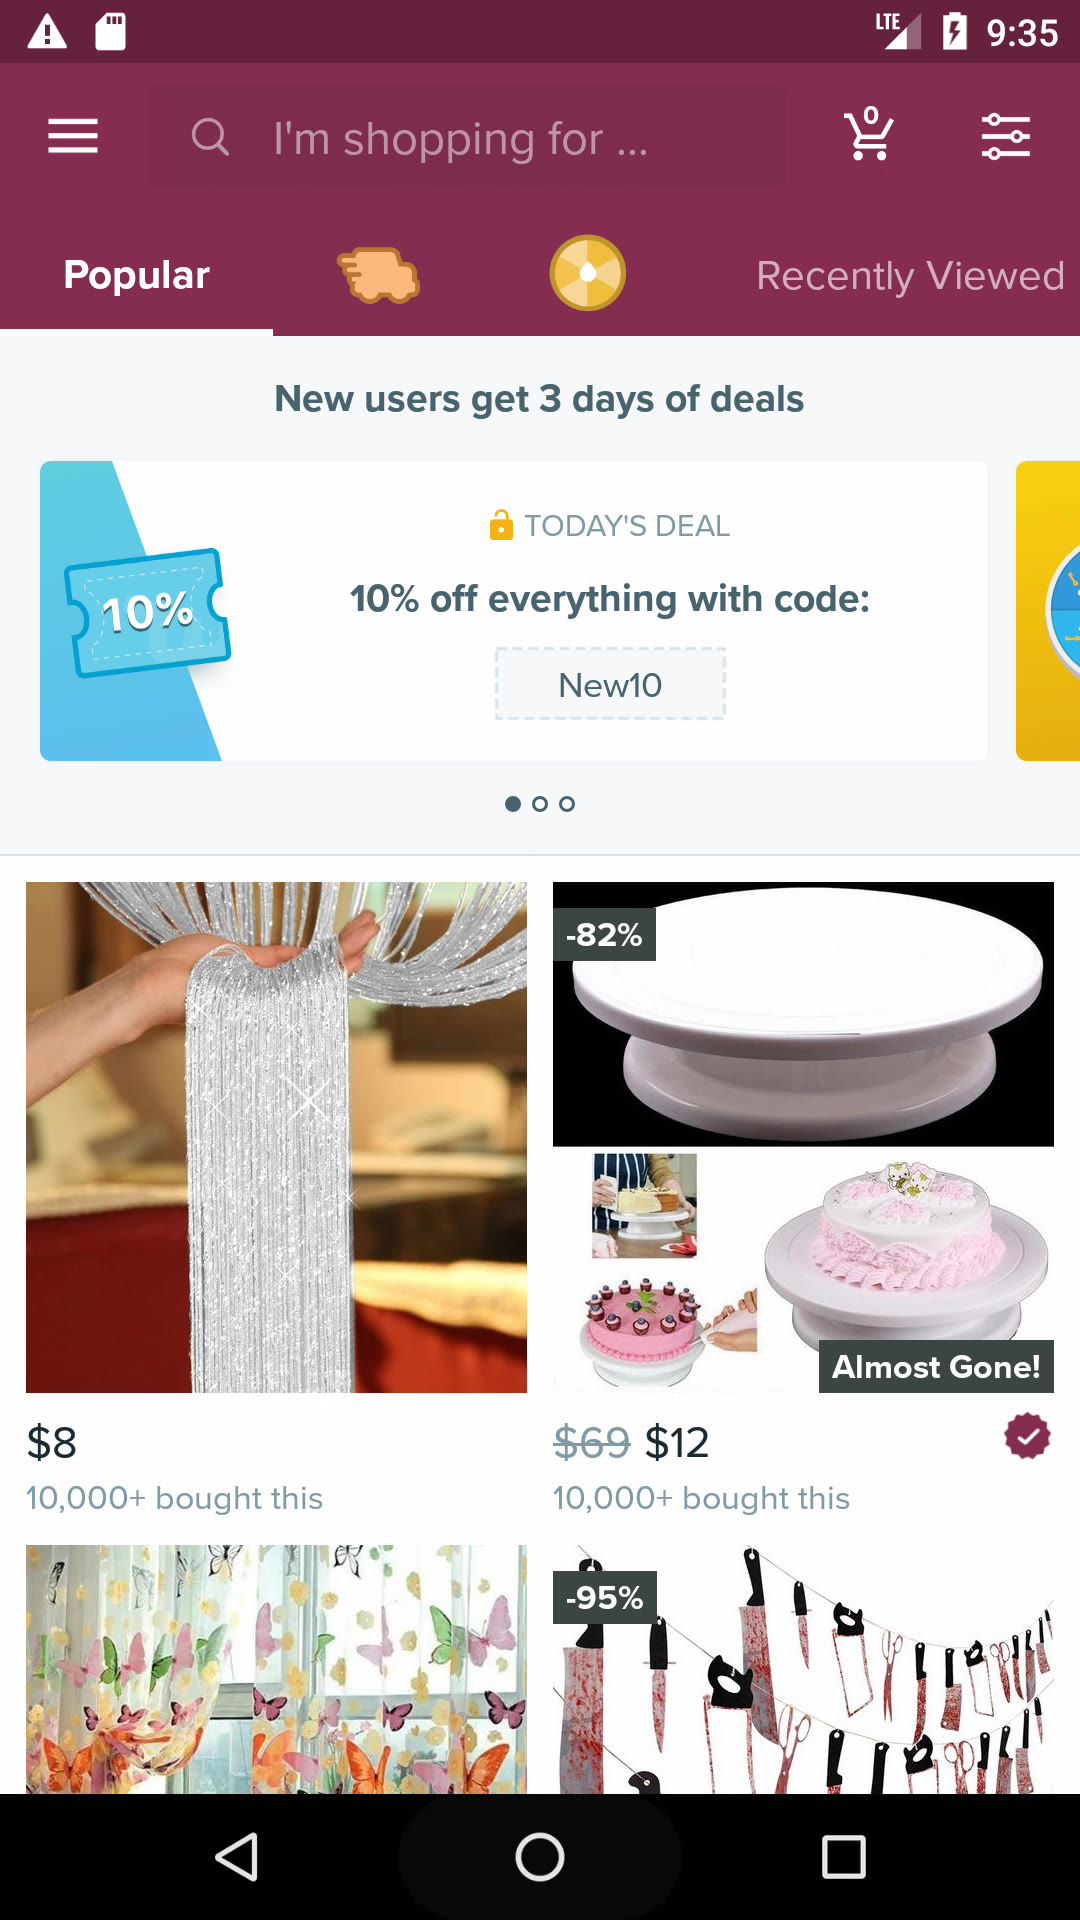 LTE 9:35
I'm shopping for ...
0
Popular
Recently Viewed
New users get 3 days of deals
TODAY'S DEAL
10%
10% off everything with code:
New10
-82%
Almost Gone!
$8
$69 $12
10,000+ bought this
10,000+ bought this
-95%